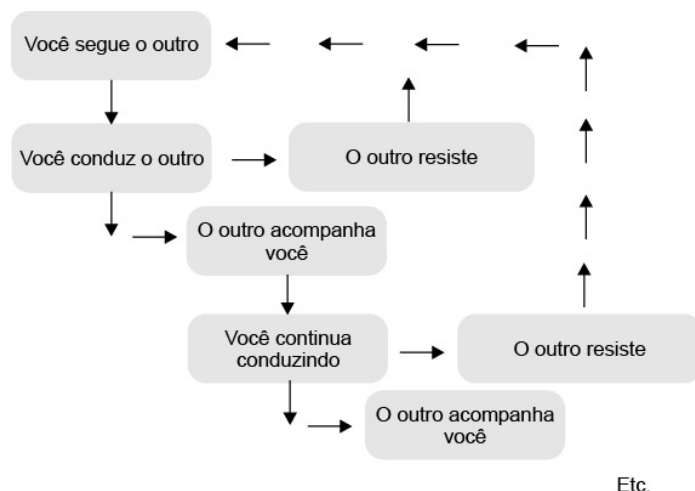 Você segue o outro
Você conduz o outro
O outro resiste
O outro acompanha
você
Você continua
conduzindo
O outro resiste
O outro acompanha
você
Etc.